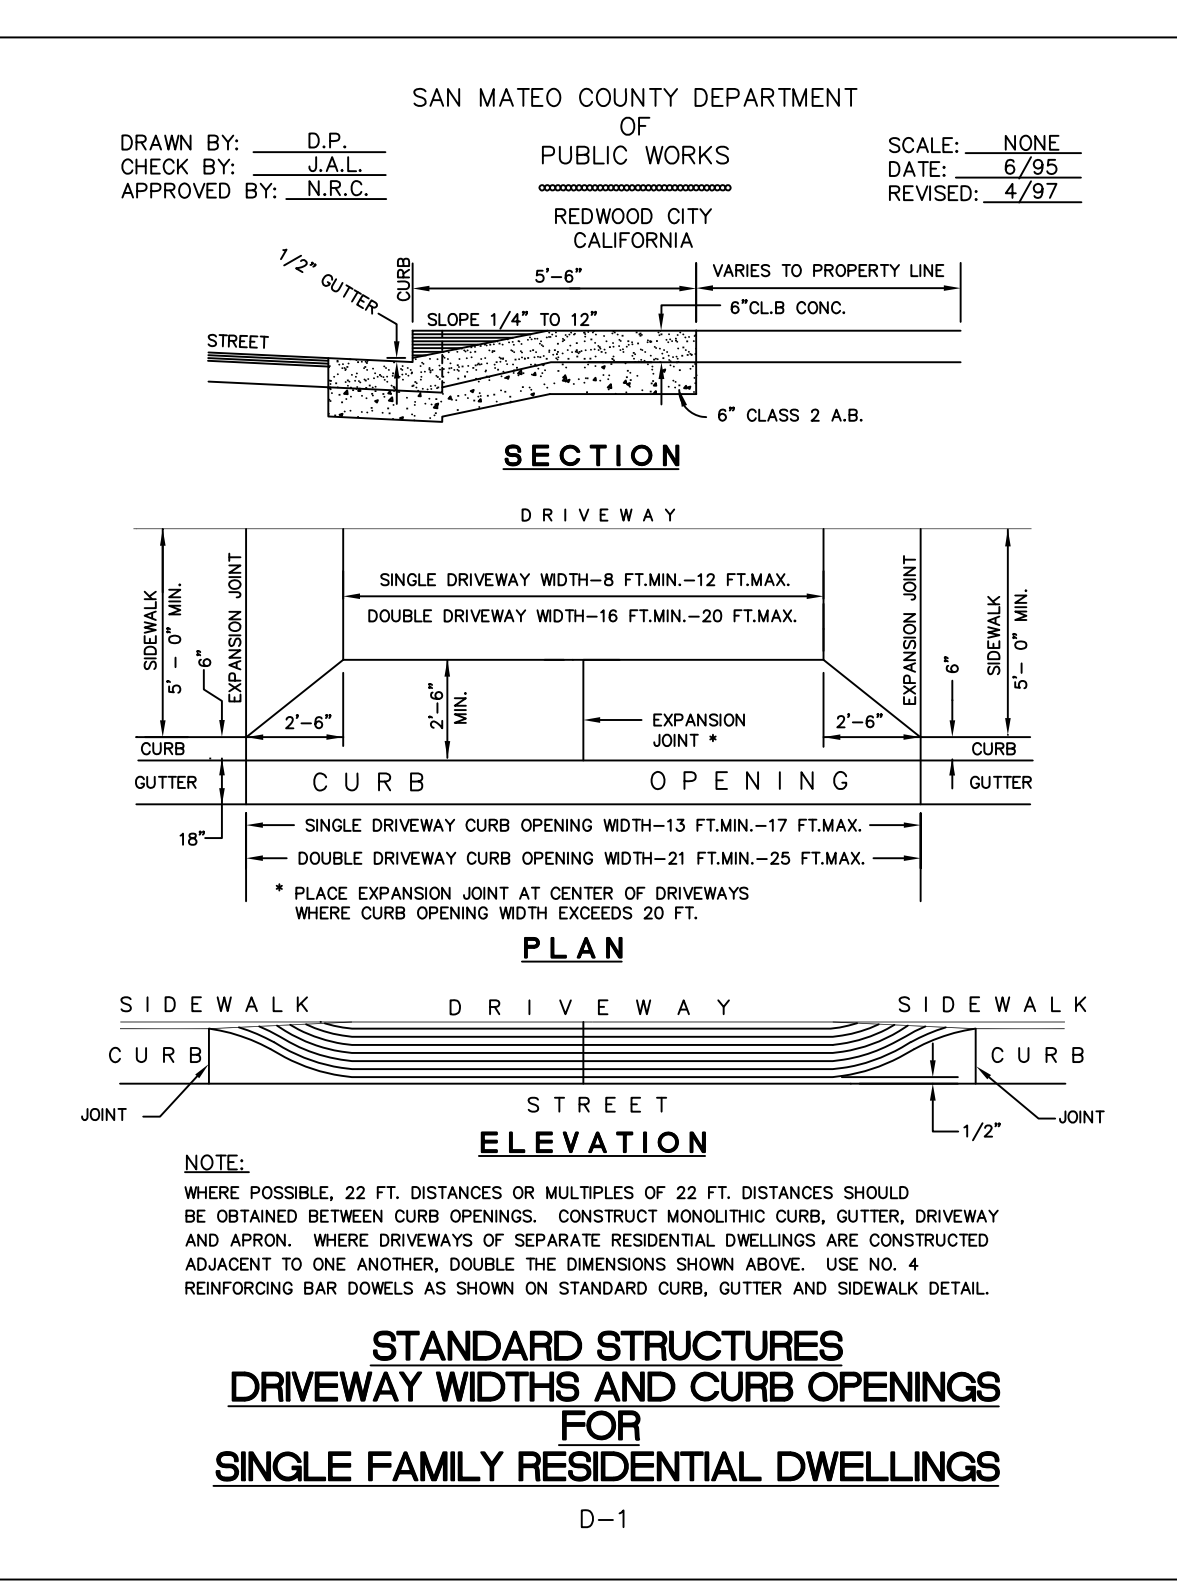 SAN MATEO COUNTY DEPARTMENT
OF
PUBLIC WORKS
REDWOOD CITY
CALIFORNIA
DRAWN BY: D.P.
CHECK BY: J.A.L.
APPROVED BY: N.R.C.
SCALE: NONE
DATE: 6/95
REVISED: 4/97
1/2" GUTTER
CURB
5'-6"
VARIES TO PROPERTY LINE
6"CL.B CONC.
SLOPE 1/4" TO 12"
STREET
6" CLASS 2 A.B.
SECTION
DRIVEWAY
SIDEWALK
5' - 0" MIN.
6"
EXPANSION JOINT
SINGLE DRIVEWAY WIDTH-8 FT.MIN.-12 FT.MAX.
DOUBLE DRIVEWAY WIDTH-16 FT.MIN.-20 FT.MAX.
EXPANSION JOINT
6"
SIDEWALK
5' - 0" MIN.
2'-6"
2'-6"
MIN.
EXPANSION
JOINT *
2'-6"
CURB
CURB
GUTTER
CURB OPENING
GUTTER
18"
SINGLE DRIVEWAY CURB OPENING WIDTH-13 FT.MIN.-17 FT.MAX.
DOUBLE DRIVEWAY CURB OPENING WIDTH-21 FT.MIN.-25 FT.MAX.
* PLACE EXPANSION JOINT AT CENTER OF DRIVEWAYS
WHERE CURB OPENING WIDTH EXCEEDS 20 FT.
PLAN
SIDEWALK
DRIVEWAY
SIDEWALK
CURB
CURB
JOINT
STREET
1/2"
JOINT
ELEVATION
NOTE:
WHERE POSSIBLE, 22 FT. DISTANCES OR MULTIPLES OF 22 FT. DISTANCES SHOULD
BE OBTAINED BETWEEN CURB OPENINGS. CONSTRUCT MONOLITHIC CURB, GUTTER, DRIVEWAY
AND APRON. WHERE DRIVEWAYS OF SEPARATE RESIDENTIAL DWELLINGS ARE CONSTRUCTED
ADJACENT TO ONE ANOTHER, DOUBLE THE DIMENSIONS SHOWN ABOVE. USE NO. 4
REINFORCING BAR DOWELS AS SHOWN ON STANDARD CURB, GUTTER AND SIDEWALK DETAIL.
STANDARD STRUCTURES
DRIVEWAY WIDTHS AND CURB OPENINGS
FOR
SINGLE FAMILY RESIDENTIAL DWELLINGS
D-1